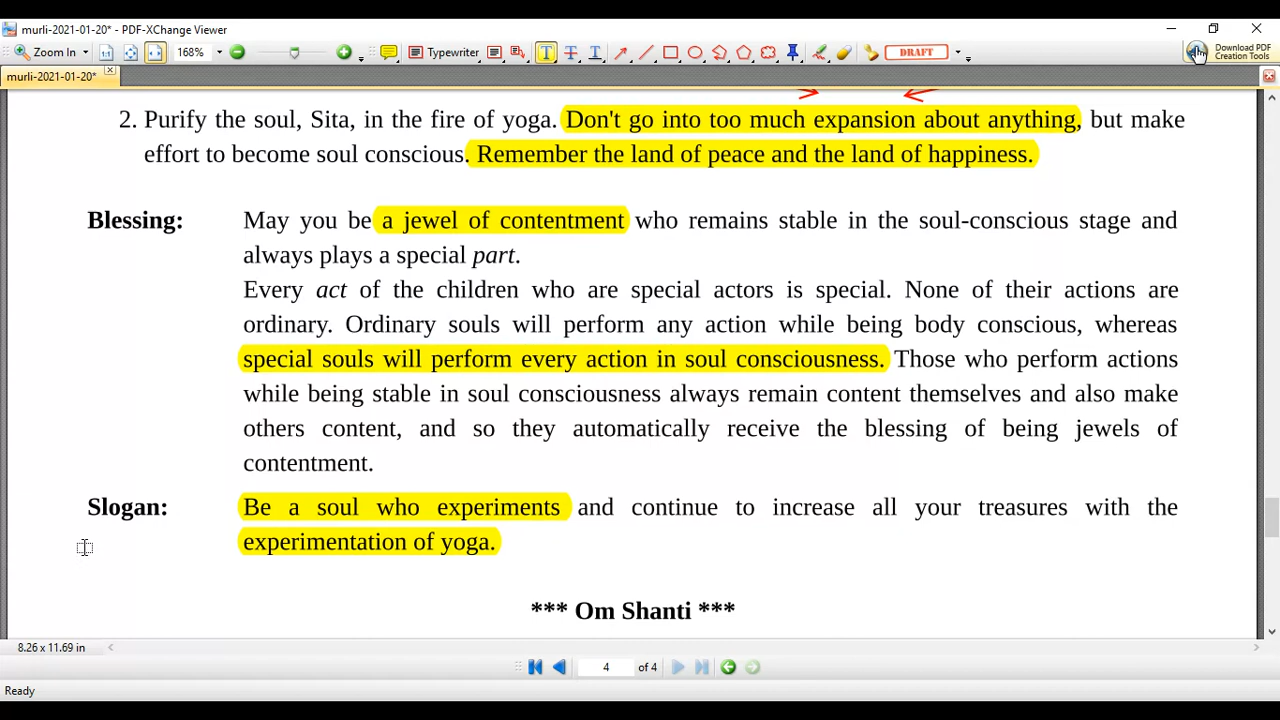 murli-2021-01-20* - PDF-XChange Viewer
Zoom In 168% Typewriter DRAFT Download PDF
Creation Tools
murli-2021-01-20*
2. Purify the soul, Sita, in the fire of yoga. Don't go into too much expansion about anything, but make
effort to become soul conscious. Remember the land of peace and the land of happiness.
Blessing: May you be a jewel of contentment who remains stable in the soul-conscious stage and
always plays a special part.
Every act of the children who are special actors is special. None of their actions are
ordinary. Ordinary souls will perform any action while being body conscious, whereas
special souls will perform every action in soul consciousness. Those who perform actions
while being stable in soul consciousness always remain content themselves and also make
others content, and so they automatically receive the blessing of being jewels of
contentment.
Slogan: Be a soul who experiments and continue to increase all your treasures with the
experimentation of yoga.
*** Om Shanti ***
8.26 x 11.69 in
4 of 4
Ready